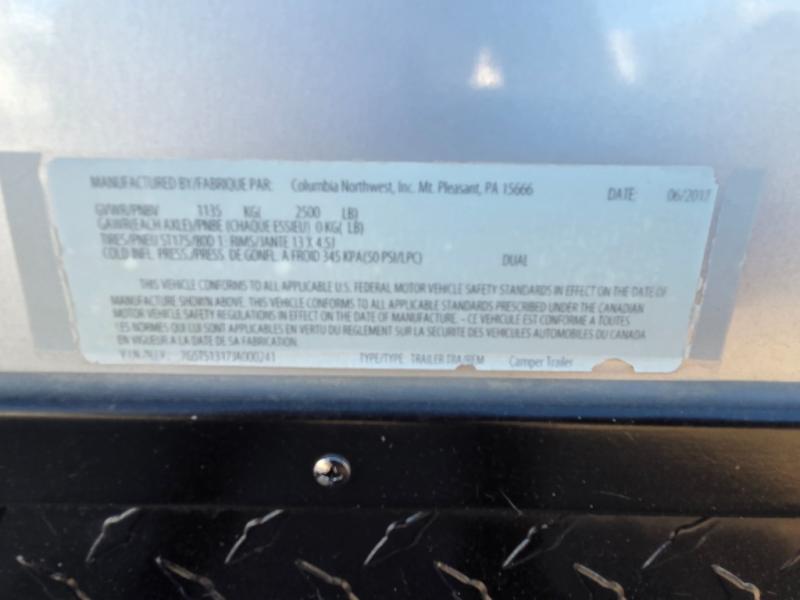 MANUFACTURED BY/FABRIQUE PAR: Columbia Northwest, Inc. Mt. Pleasant, PA 15666 DATE: 06/2017
GVWR/PNBV 1135 KG( 2500 LB)
GAWR(EACH AXLE)/PNBE (CHAQUE ESSIEU) 0 KG( LB)
TIRES/PNEU ST175/80D 1 RIMS/JANTE 13 X 4.5J
COLD INFL. PRESS./PRESS. DE GONFL. A FROID 345 KPA(50 PSI/LPC) DUAL
THIS VEHICLE CONFORMS TO ALL APPLICABLE U.S. FEDERAL MOTOR VEHICLE SAFETY STANDARDS IN EFFECT ON THE DATE OF
MANUFACTURE SHOWN ABOVE. THIS VEHICLE CONFORMS TO ALL APPLICABLE STANDARDS PRESCRIBED UNDER THE CANADIAN
MOTOR VEHICLE SAFETY REGULATIONS IN EFFECT ON THE DATE OF MANUFACTURE. - CE VEHICULE EST CONFORME A TOUTES
LES NORMES QUI LUI SONT APPLICABLES EN VERTU DU REGLEMENT SUR LA SECURITE DES VEHICULES AUTOMOBILES DU CANADA
EN VIGUEUR A LA DATE DE SA FABRICATION.
TYPE/TYPE: TRAILER TRA/REM Camper Trailer